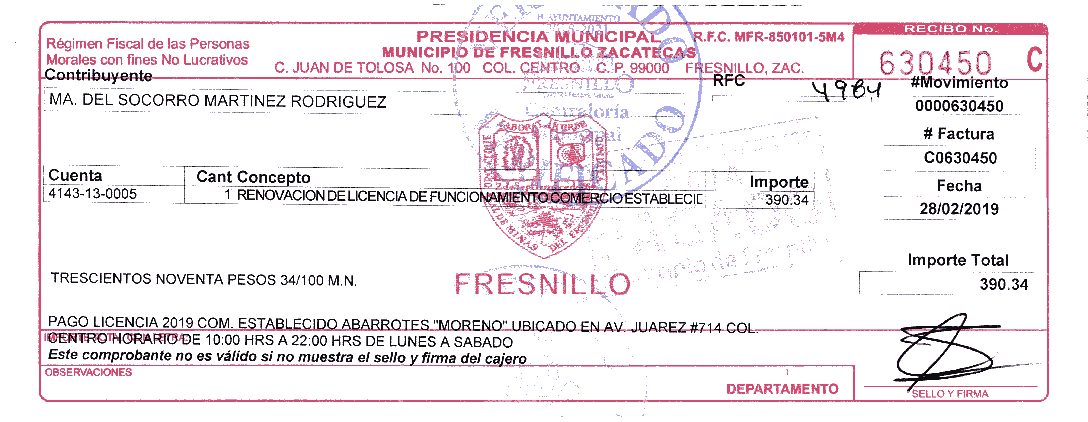 H. AYUNTAMIENTO
Régimen Fiscal de las Personas
Morales con fines No Lucrativos
PRESIDENCIA MUNICIPAL
R.F.C. MFR-850101-5M4
MUNICIPIO DE FRESNILLO ZACATECAS
C. JUAN DE TOLOSA No. 100 COL. CENTRO C. P. 99000 FRESNILLO, ZAC.
RECIBO No.
630450 C
Contribuyente
RFC
4984
#Movimiento
MA. DEL SOCORRO MARTINEZ RODRIGUEZ
0000630450
FRESNILLO
Contraloría
# Factura
C0630450
Cuenta
Cant Concepto
Importe
Fecha
4143-13-0005
1 RENOVACION DE LICENCIA DE FUNCIONAMIENTO COMERCIO ESTABLECIC
390.34
28/02/2019
Importe Total
TRESCIENTOS NOVENTA PESOS 34/100 M.N.
FRESNILLO
390.34
PAGO LICENCIA 2019 COM. ESTABLECIDO ABARROTES "MORENO" UBICADO EN AV. JUAREZ #714 COL.
CENTRO HORARIO DE 10:00 HRS A 22:00 HRS DE LUNES A SABADO
Este comprobante no es válido si no muestra el sello y firma del cajero
OBSERVACIONES
DEPARTAMENTO
SELLO Y FIRMA